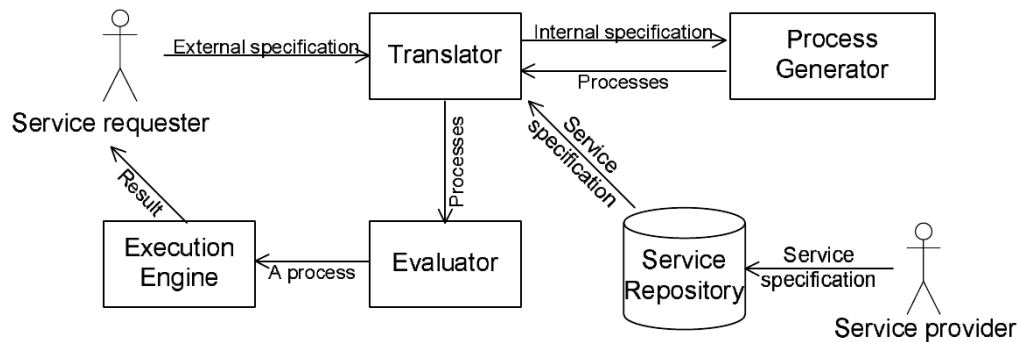 External specification
Translator
Internal specification
Process
Generator
Processes
Service requester
Service
specification
Processes
Result
Execution
Engine
A process
Evaluator
Service
Repository
Service
specification
Service provider